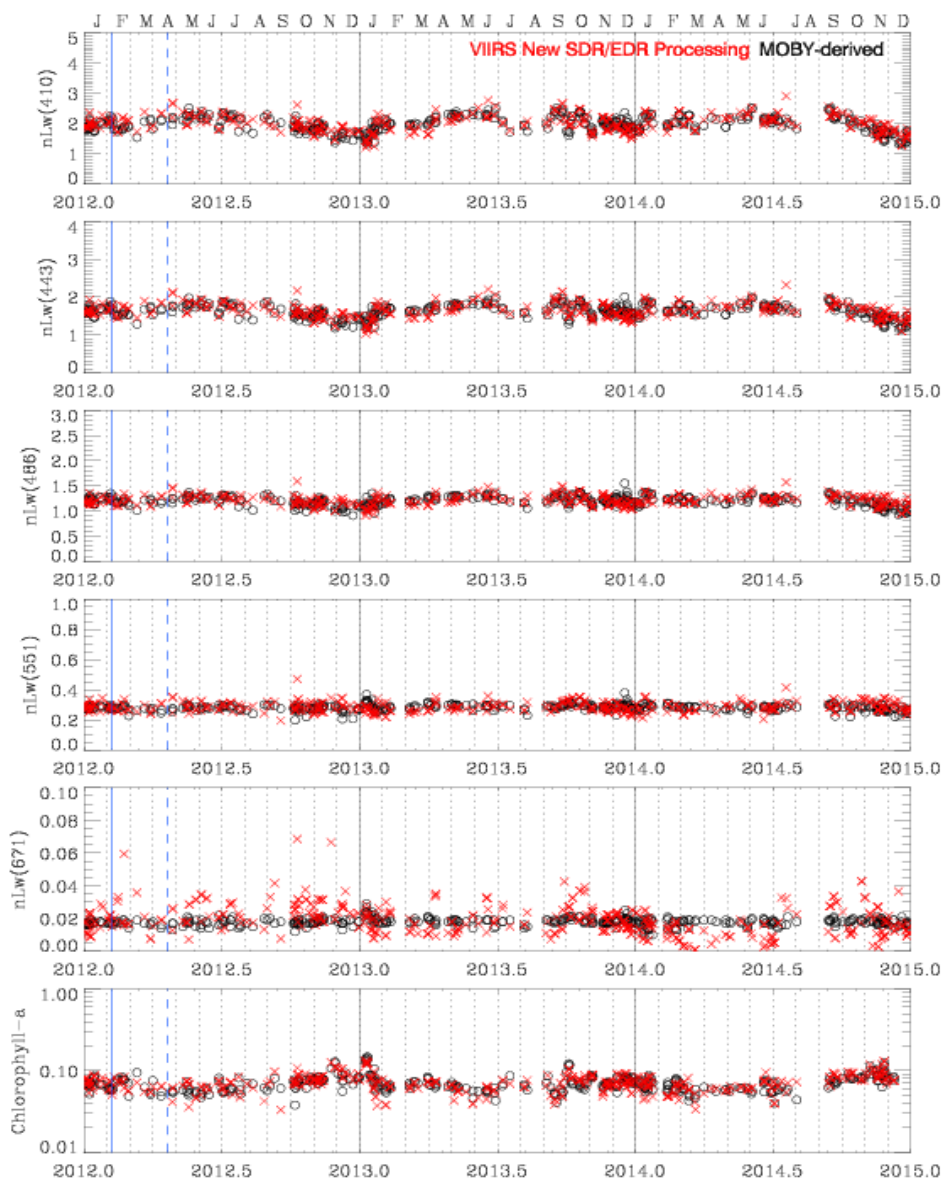 J F M A M J J A S O N D J F M A M J J A S O N D J F M A M J J A S O N D
VIIRS New SDR/EDR Processing MOBY-derived
nLw(410)
5
4
3
2
1
0
2012.0 2012.5 2013.0 2013.5 2014.0 2014.5 2015.0
nLw(443)
4
3
2
1
0
2012.0 2012.5 2013.0 2013.5 2014.0 2014.5 2015.0
nLw(486)
3.0
2.5
2.0
1.5
1.0
0.5
0.0
2012.0 2012.5 2013.0 2013.5 2014.0 2014.5 2015.0
nLw(551)
1.0
0.8
0.6
0.4
0.2
0.0
2012.0 2012.5 2013.0 2013.5 2014.0 2014.5 2015.0
nLw(671)
0.10
0.08
0.06
0.04
0.02
0.00
2012.0 2012.5 2013.0 2013.5 2014.0 2014.5 2015.0
Chlorophyll-a
1.00
0.10
0.01
2012.0 2012.5 2013.0 2013.5 2014.0 2014.5 2015.0